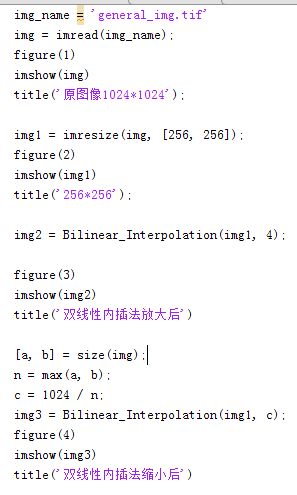 img_name = 'general_img.tif'
img = imread(img_name);
figure(1)
imshow(img)
title('原图像1024*1024');
img1 = imresize(img, [256, 256]);
figure(2)
imshow(img1)
title('256*256');
img2 = Bilinear_Interpolation(img1, 4);
figure(3)
imshow(img2)
title('双线性内插法放大后')
[a, b] = size(img);
n = max(a, b);
c = 1024 / n;
img3 = Bilinear_Interpolation(img1, c);
figure(4)
imshow(img3)
title('双线性内插法缩小后')